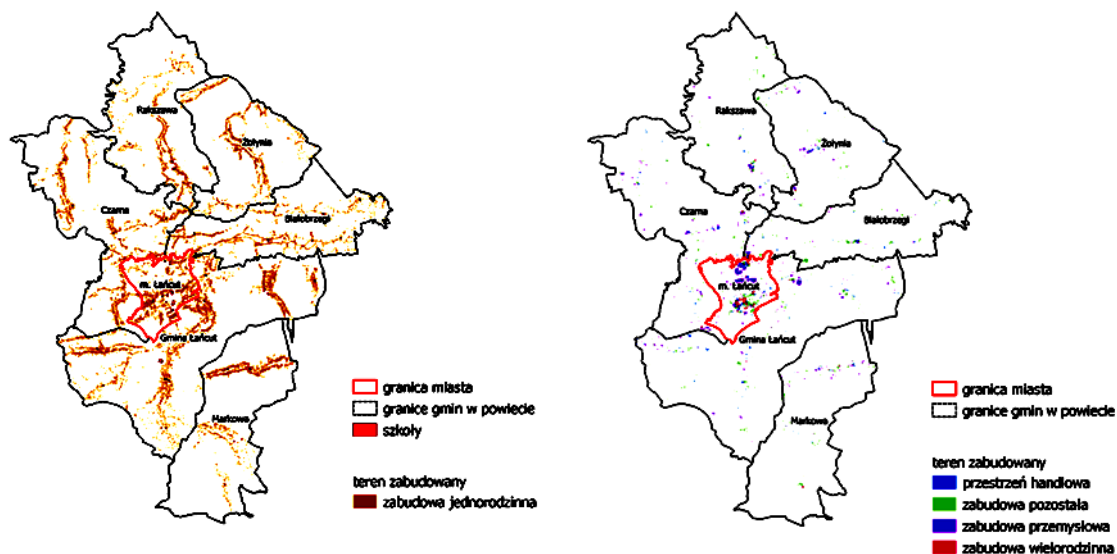 Rakszawa
Żołynia
Czarna
Białobrzegi
m. Łańcut
Gmina Łańcut
Markowa
granica miasta
granice gmin w powiecie
szkoły
teren zabudowany
zabudowa jednorodzinna
Rakszawa
Żołynia
Czarna
Białobrzegi
m. Łańcut
Gmina Łańcut
Markowa
granica miasta
granice gmin w powiecie
teren zabudowany
przestrzeń handlowa
zabudowa pozostała
zabudowa przemysłowa
zabudowa wielorodzinna